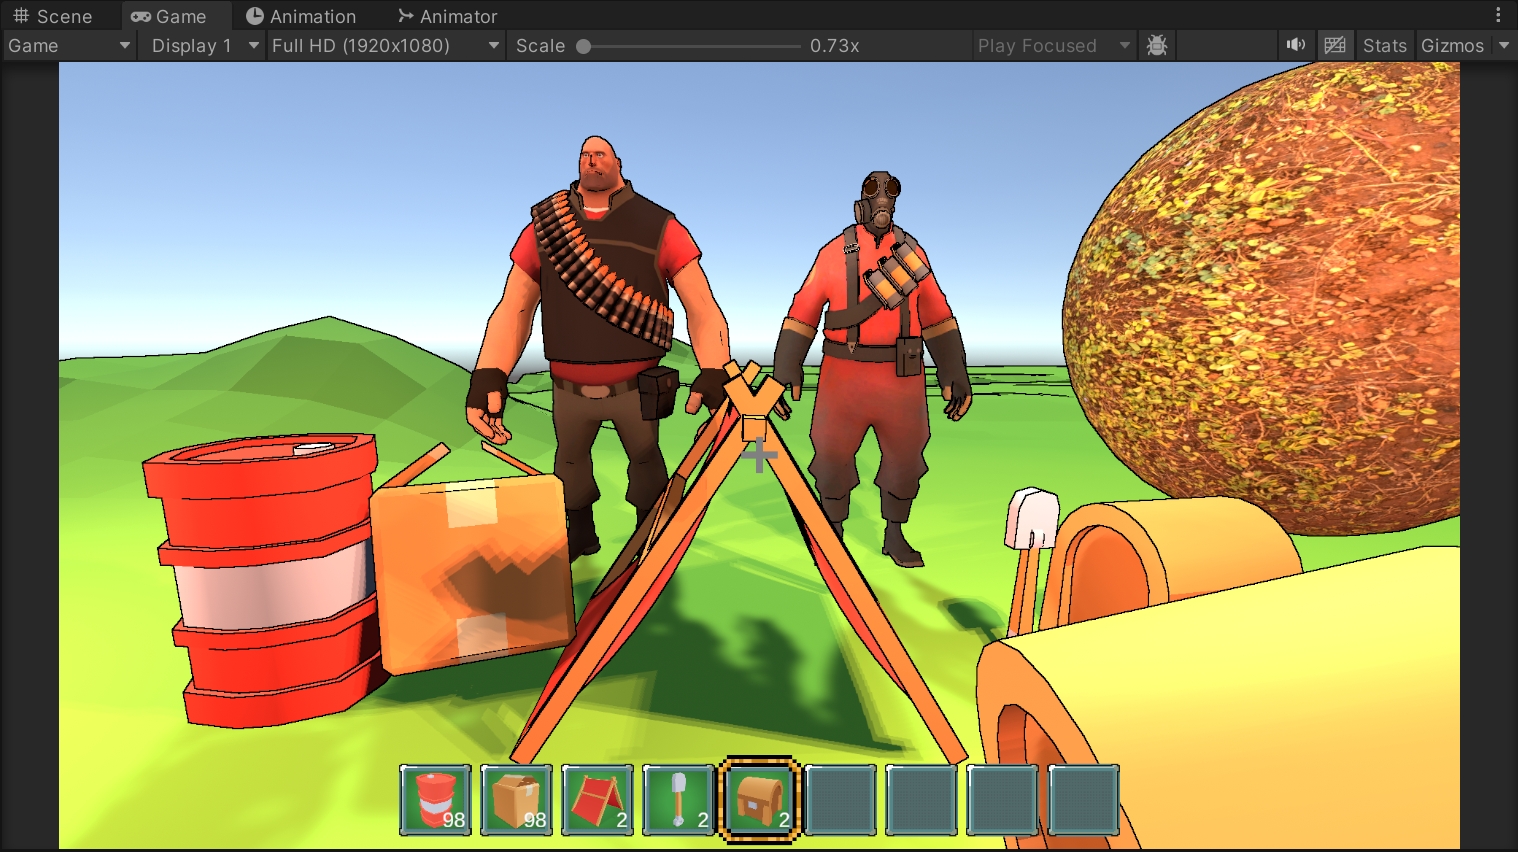 Scene Game Animation Animator
Game Display 1 Full HD (1920x1080) Scale 0.73x Play Focused Stats Gizmos
98 98 2 2 2